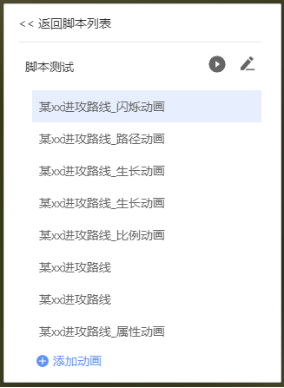 << 返回脚本列表
脚本测试
某xx进攻路线_闪烁动画
某xx进攻路线_路径动画
某xx进攻路线_生长动画
某xx进攻路线_生长动画
某xx进攻路线_比例动画
某xx进攻路线
某xx进攻路线
某xx进攻路线_属性动画
添加动画